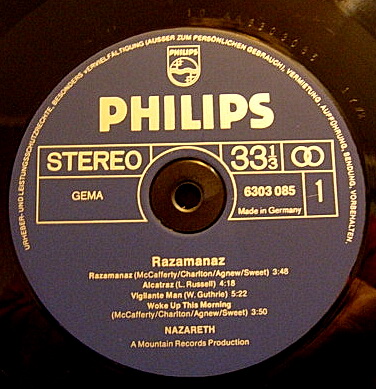 URHEBER- UND LEISTUNGSSCHUTZRECHTE, BESONDERS VERVIELFÄLTIGUNG (AUSSER ZUM PERSÖNLICHEN GEBRAUCH), VERMIETUNG, AUFFÜHRUNG, SENDUNG, VORBEHALTEN.
PHILIPS
PHILIPS
STEREO 33 1/3
GEMA 6303 085 1
Made in Germany
Razamanaz
Razamanaz (McCafferty/Charlton/Agnew/Sweet) 3:48
Alcatraz (L. Russell) 4:18
Vigilante Man (W. Guthrie) 5:22
Woke Up This Morning
(McCafferty/Charlton/Agnew/Sweet) 3:50
NAZARETH
A Mountain Records Production